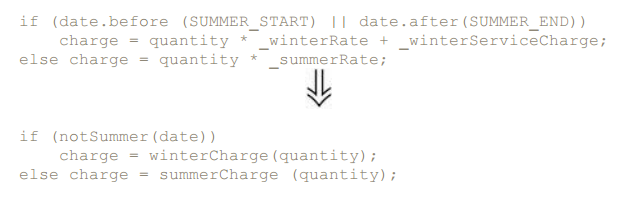 if (date.before (SUMMER_START) || date.after(SUMMER_END))
    charge = quantity * _winterRate + _winterServiceCharge;
else charge = quantity * _summerRate;
if (notSummer(date))
    charge = winterCharge(quantity);
else charge = summerCharge (quantity);